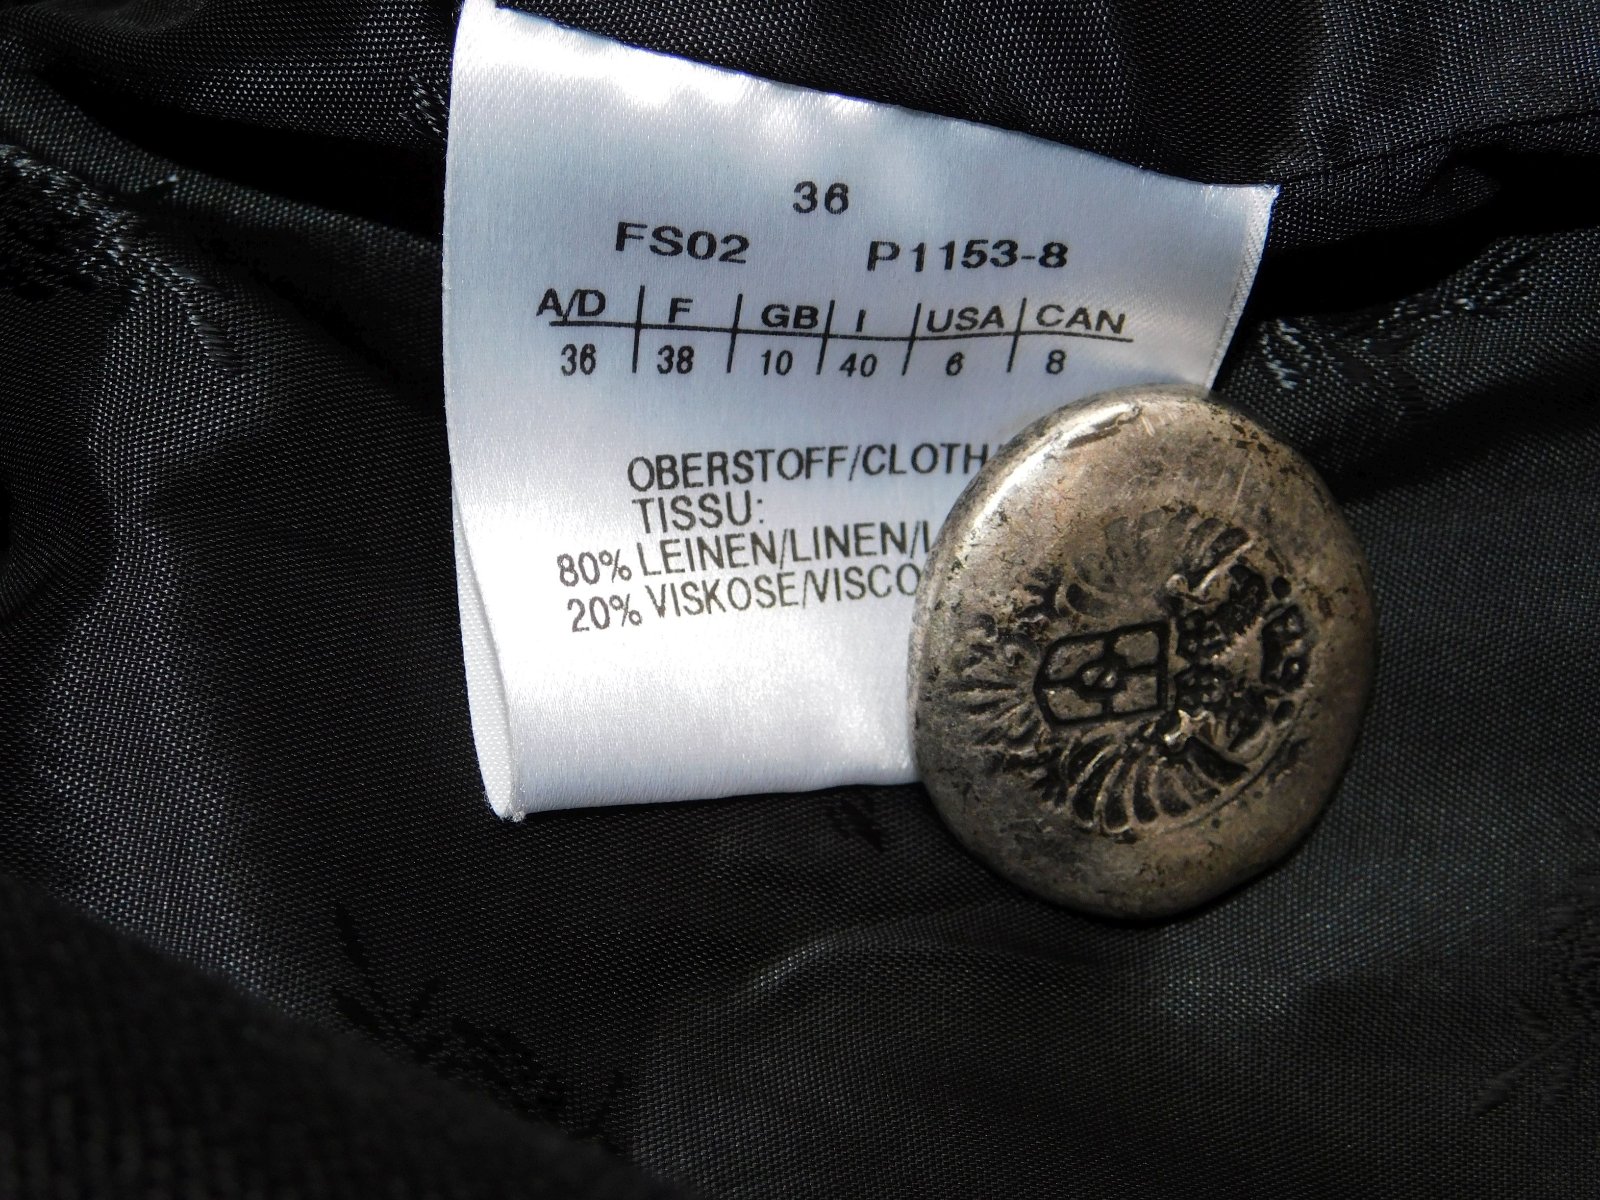 36
FS02 P1153-8
A/D F GB I USA CAN
36 38 10 40 6 8
OBERSTOFF/CLOTH
TISSU:
80% LEINEN/LINEN/
20% VISKOSE/